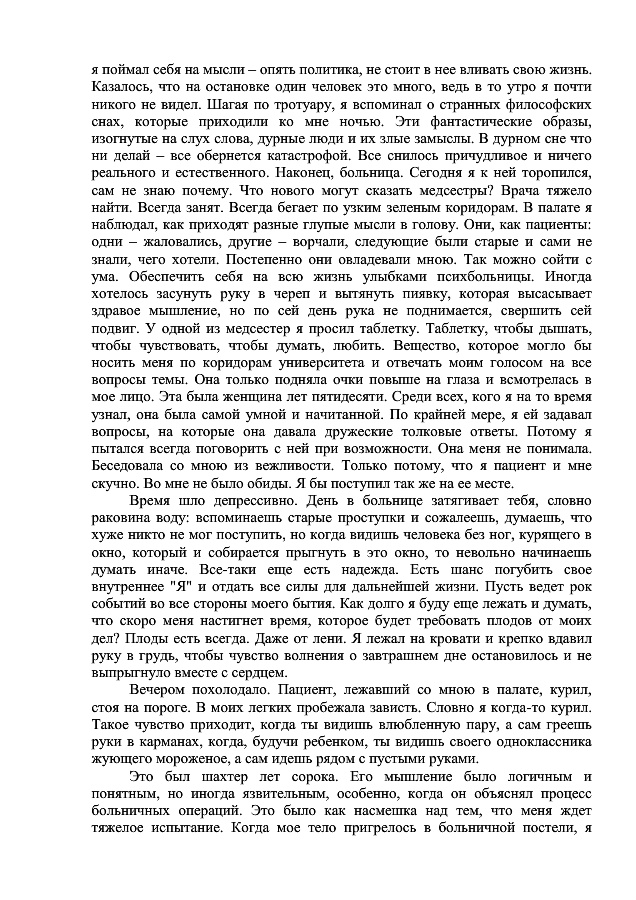 я поймал себя на мысли – опять политика, не стоит в нее вливать свою жизнь.
Казалось, что на остановке один человек это много, ведь в то утро я почти
никого не видел. Шагая по тротуару, я вспоминал о странных философских
снах, которые приходили ко мне ночью. Эти фантастические образы,
изогнутые на слух слова, дурные люди и их злые замыслы. В дурном сне что
ни делай – все обернется катастрофой. Все снилось причудливое и ничего
реального и естественного. Наконец, больница. Сегодня я к ней торопился,
сам не знаю почему. Что нового могут сказать медсестры? Врача тяжело
найти. Всегда занят. Всегда бегает по узким зеленым коридорам. В палате я
наблюдал, как приходят разные глупые мысли в голову. Они, как пациенты:
одни – жаловались, другие – ворчали, следующие были старые и сами не
знали, чего хотели. Постепенно они овладевали мною. Так можно сойти с
ума. Обеспечить себя на всю жизнь улыбками психбольницы. Иногда
хотелось засунуть руку в череп и вытянуть пиявку, которая высасывает
здравое мышление, но по сей день рука не поднимается, свершить сей
подвиг. У одной из медсестер я просил таблетку. Таблетку, чтобы дышать,
чтобы чувствовать, чтобы думать, любить. Вещество, которое могло бы
носить меня по коридорам университета и отвечать моим голосом на все
вопросы темы. Она только подняла очки повыше на глаза и всмотрелась в
мое лицо. Эта была женщина лет пятидесяти. Среди всех, кого я на то время
узнал, она была самой умной и начитанной. По крайней мере, я ей задавал
вопросы, на которые она давала дружеские толковые ответы. Потому я
пытался всегда поговорить с ней при возможности. Она меня не понимала.
Беседовала со мною из вежливости. Только потому, что я пациент и мне
скучно. Во мне не было обиды. Я бы поступил так же на ее месте.
Время шло депрессивно. День в больнице затягивает тебя, словно
раковина воду: вспоминаешь старые проступки и сожалеешь, думаешь, что
хуже никто не мог поступить, но когда видишь человека без ног, курящего в
окно, который и собирается прыгнуть в это окно, то невольно начинаешь
думать иначе. Все-таки еще есть надежда. Есть шанс погубить свое
внутреннее "Я" и отдать все силы для дальнейшей жизни. Пусть ведет рок
событий во все стороны моего бытия. Как долго я буду еще лежать и думать,
что скоро меня настигнет время, которое будет требовать плодов от моих
дел? Плоды есть всегда. Даже от лени. Я лежал на кровати и крепко вдавил
руку в грудь, чтобы чувство волнения о завтрашнем дне остановилось и не
выпрыгнуло вместе с сердцем.
Вечером похолодало. Пациент, лежавший со мною в палате, курил,
стоя на пороге. В моих легких пробежала зависть. Словно я когда-то курил.
Такое чувство приходит, когда ты видишь влюбленную пару, а сам греешь
руки в карманах, когда, будучи ребенком, ты видишь своего одноклассника
жующего мороженое, а сам идешь рядом с пустыми руками.
Это был шахтер лет сорока. Его мышление было логичным и
понятным, но иногда язвительным, особенно, когда он объяснял процесс
больничных операций. Это было как насмешка над тем, что меня ждет
тяжелое испытание. Когда мое тело пригрелось в больничной постели, я